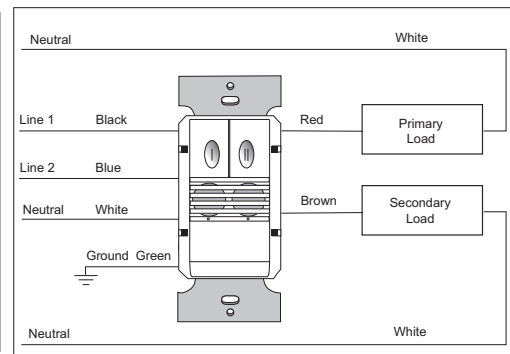 Neutral White
Line 1 Black Red Primary Load
Line 2 Blue
Neutral White Brown Secondary Load
Ground Green
Neutral White
I II